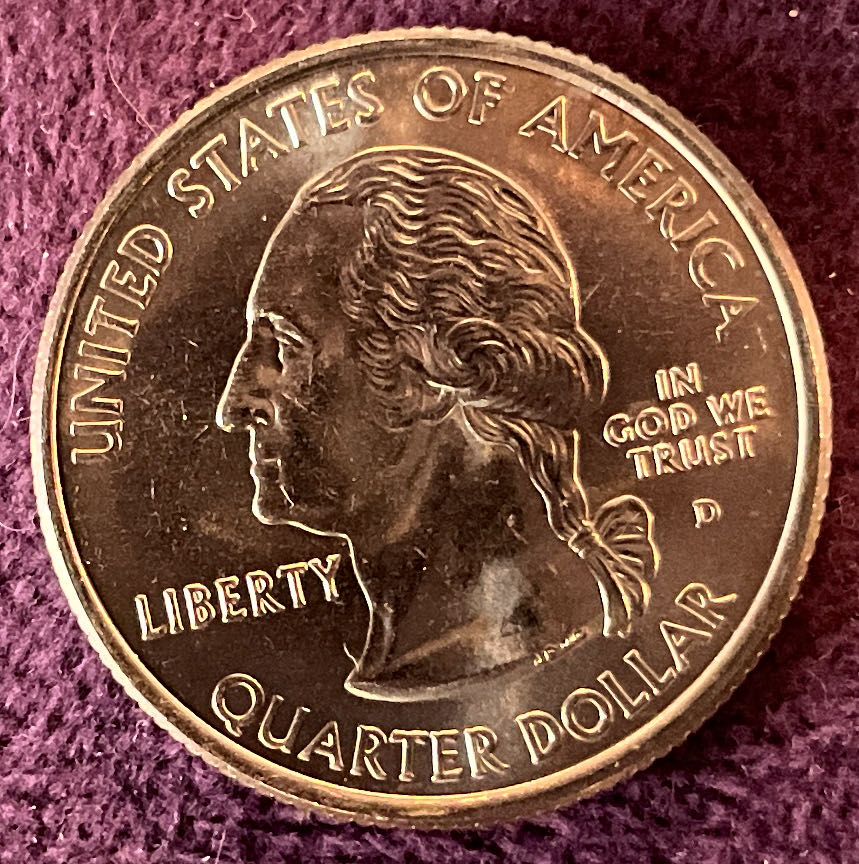 UNITED STATES OF AMERICA
IN
GOD WE
TRUST
D
LIBERTY
QUARTER DOLLAR